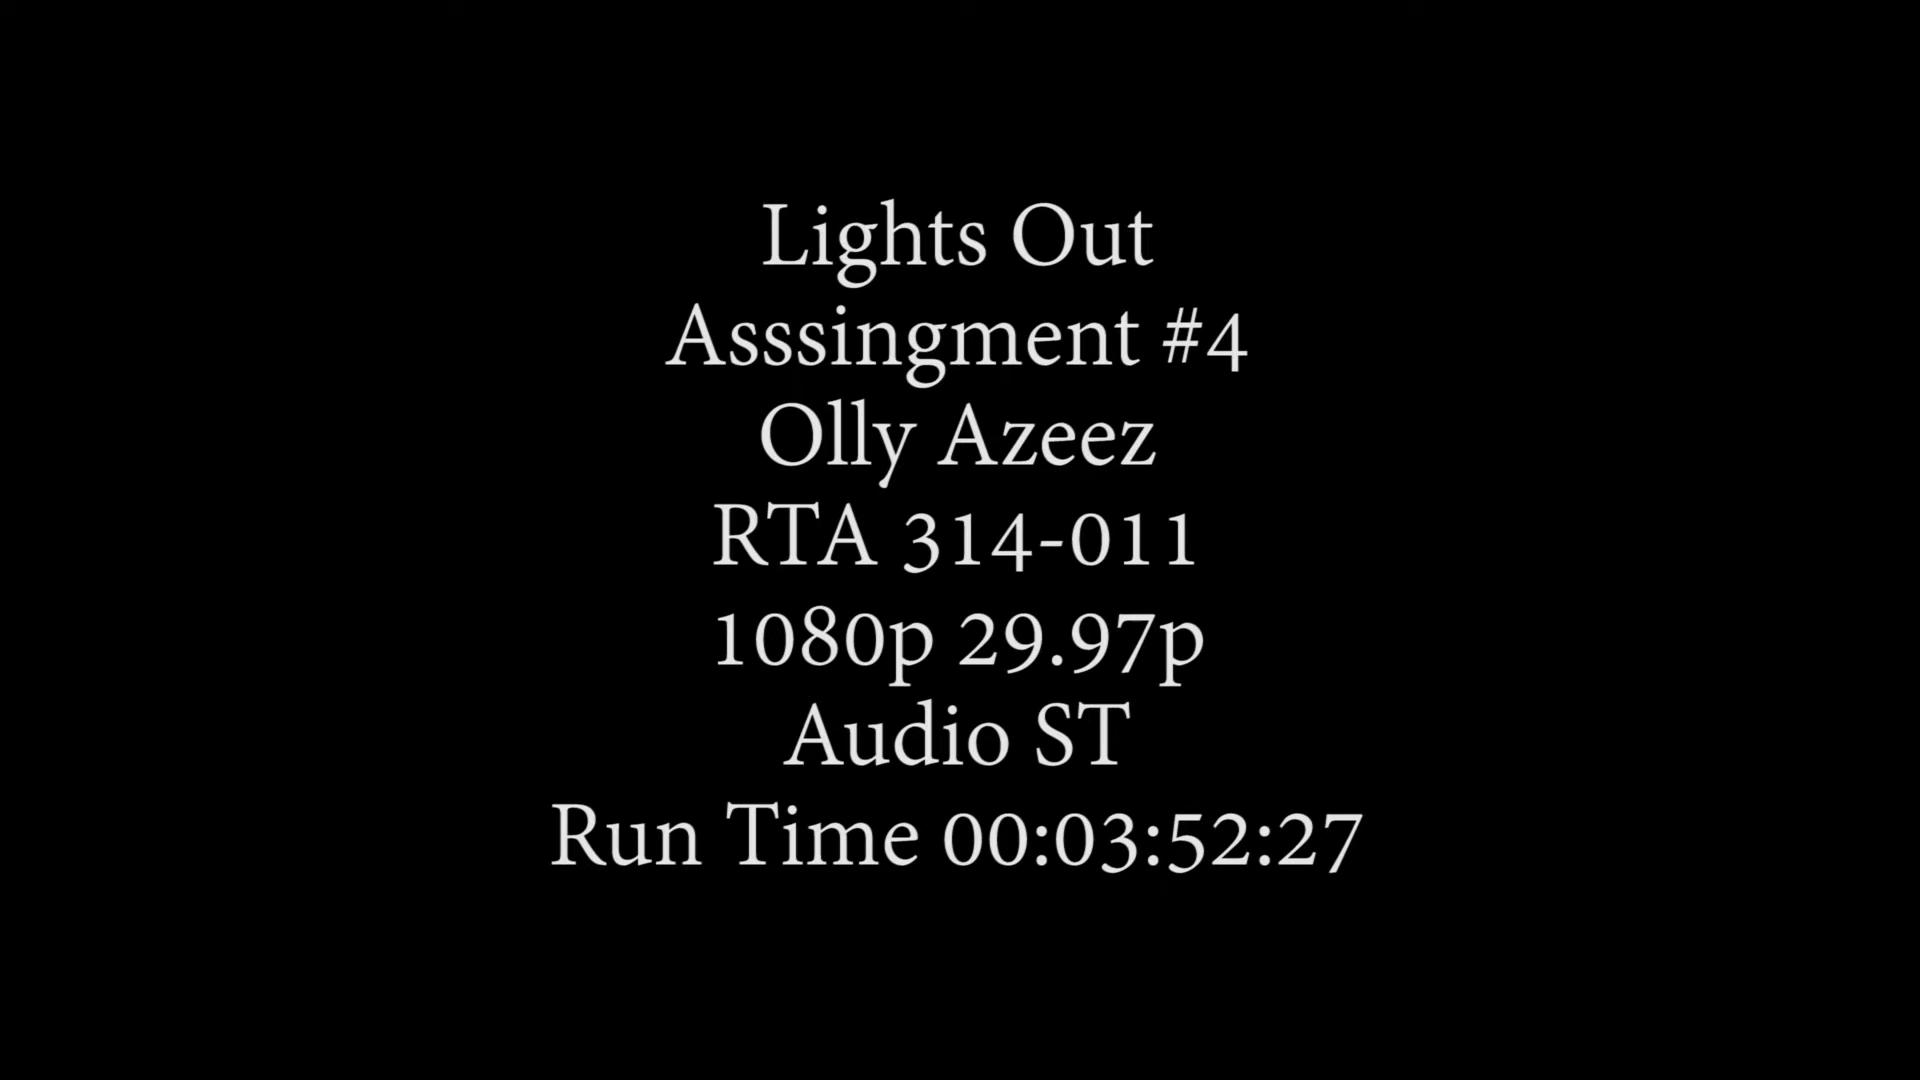 Lights Out
Asssingment #4
Olly Azeez
RTA 314-011
1080p 29.97p
Audio ST
Run Time 00:03:52:27